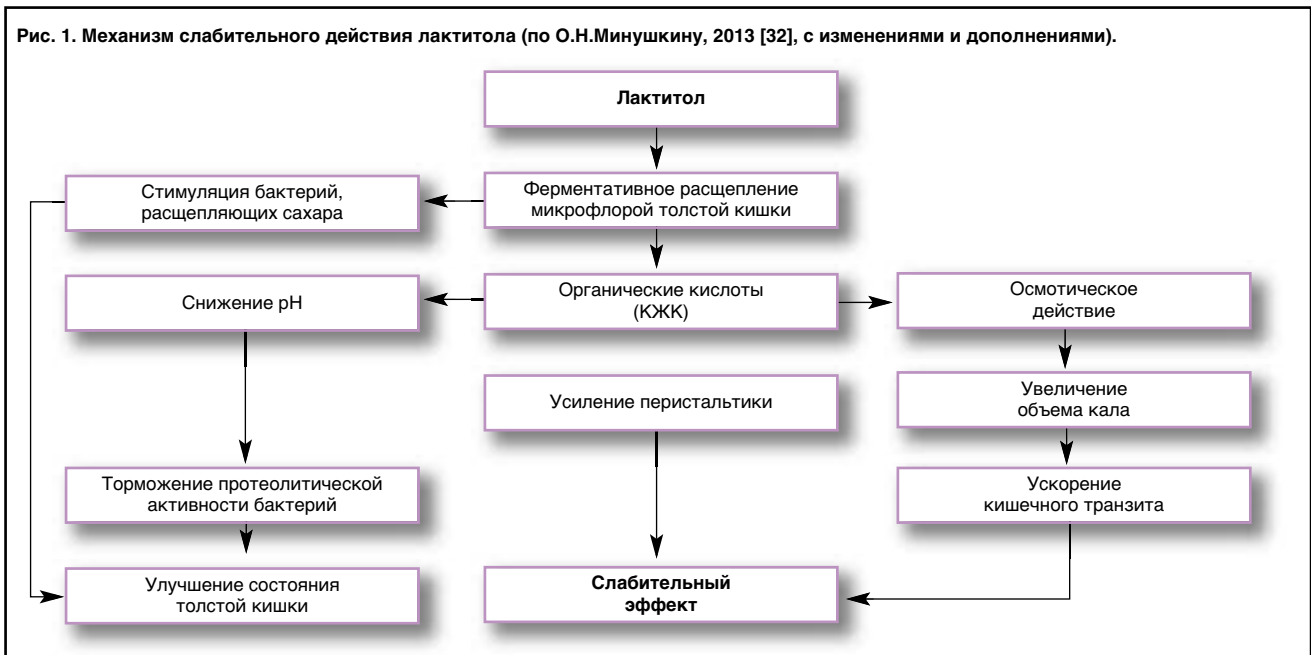 Рис. 1. Механизм слабительного действия лактитола (по О.Н.Минушкину, 2013 [32], с изменениями и дополнениями).
Лактитол
Стимуляция бактерий,
расщепляющих сахара
Ферментативное расщепление
микрофлорой толстой кишки
Снижение pH
Органические кислоты
(КЖК)
Осмотическое
действие
Усиление перистальтики
Увеличение
объема кала
Торможение протеолитической
активности бактерий
Ускорение
кишечного транзита
Улучшение состояния
толстой кишки
Слабительный
эффект